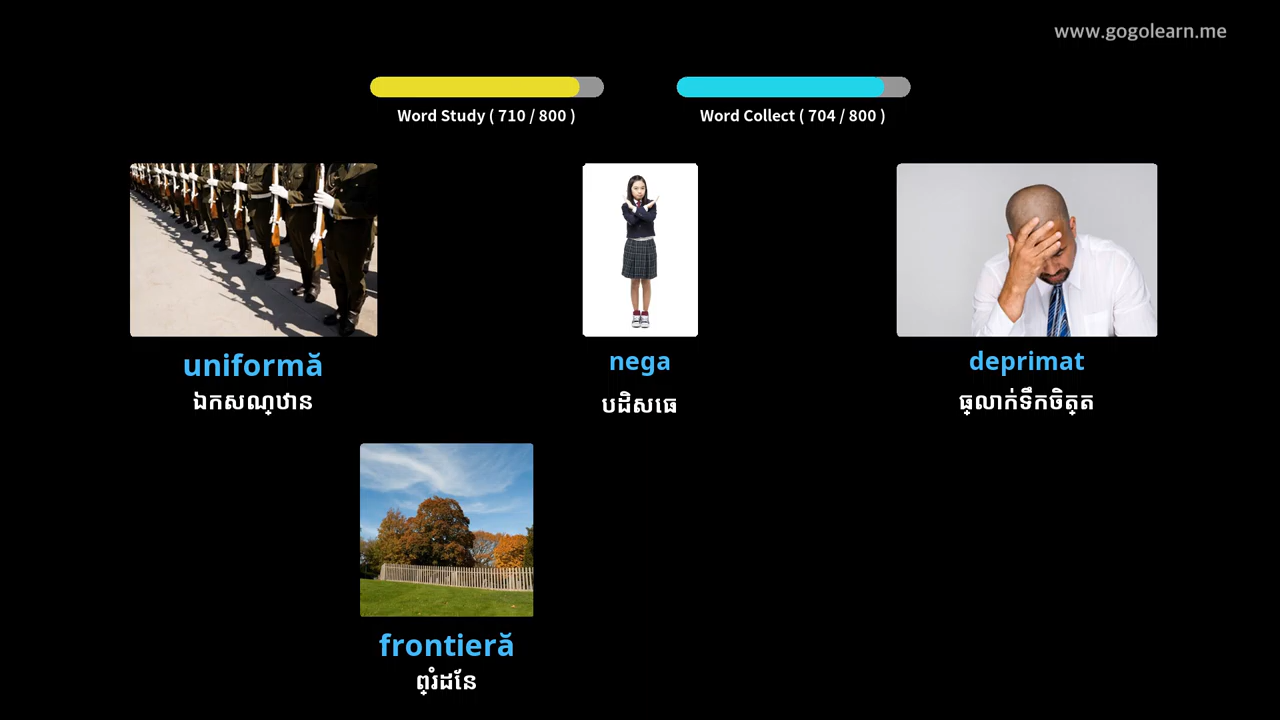 www.gogolearn.me
Word Study ( 710 / 800 )
Word Collect ( 704 / 800 )
uniformă
ឯកសណ្ឋាន
nega
បដិសធេ
deprimat
ធ្លាក់ទឹកចិត្ត
frontieră
ព្រំដនែ